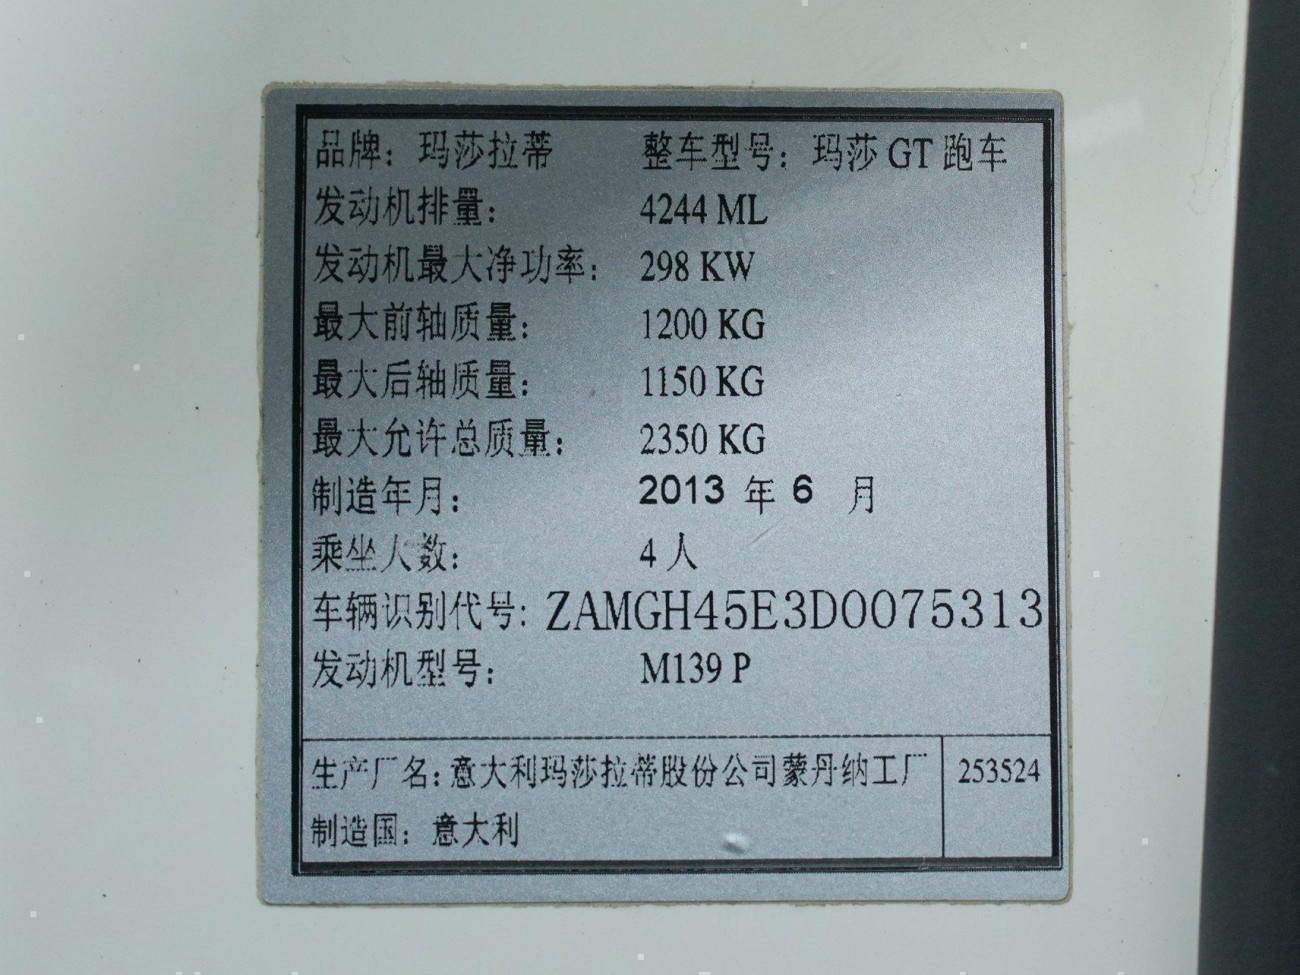 品牌：玛莎拉蒂 整车型号：玛莎 GT 跑车
发动机排量： 4244 ML
发动机最大净功率： 298 KW
最大前轴质量： 1200 KG
最大后轴质量： 1150 KG
最大允许总质量： 2350 KG
制造年月： 2013 年 6 月
乘坐人数： 4 人
车辆识别代号: ZAMGH45E3D0075313
发动机型号： M139 P
生产厂名: 意大利玛莎拉蒂股份公司蒙丹纳工厂 253524
制造国：意大利